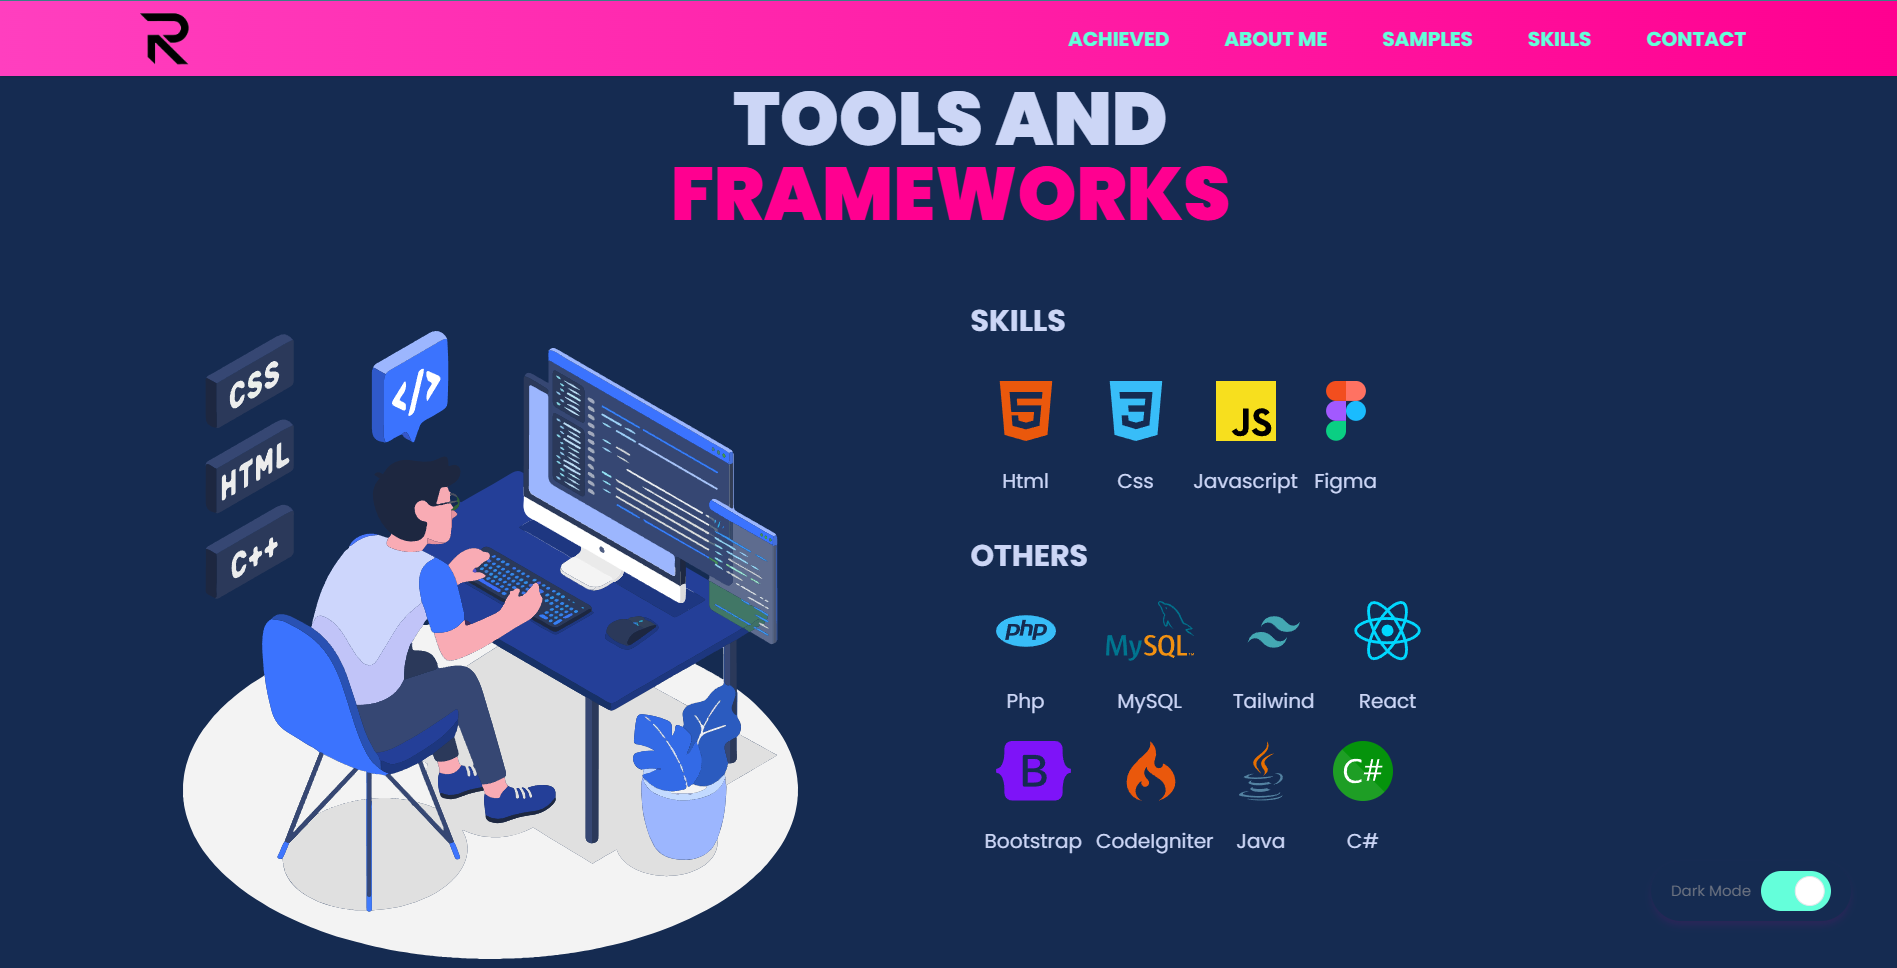 R
ACHIEVED ABOUT ME SAMPLES SKILLS CONTACT
TOOLS AND
FRAMEWORKS
CSS
</>
HTML
C++
SKILLS
5
3
JS
Html Css Javascript Figma
OTHERS
php
MySQL™
Php MySQL Tailwind React
B
C#
Bootstrap CodeIgniter Java C#
Dark Mode